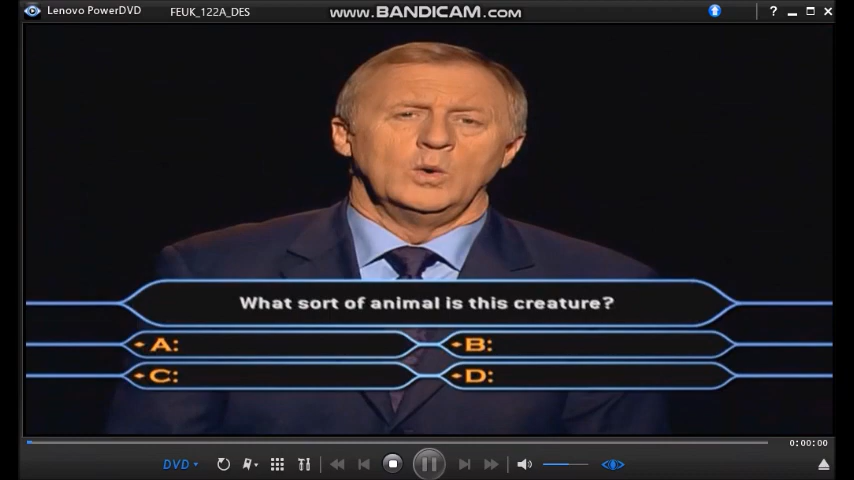 Lenovo PowerDVD
FEUK_122A_DES
www.BANDICAM.com
?
What sort of animal is this creature?
A:
B:
C:
D:
0:00:00
DVD